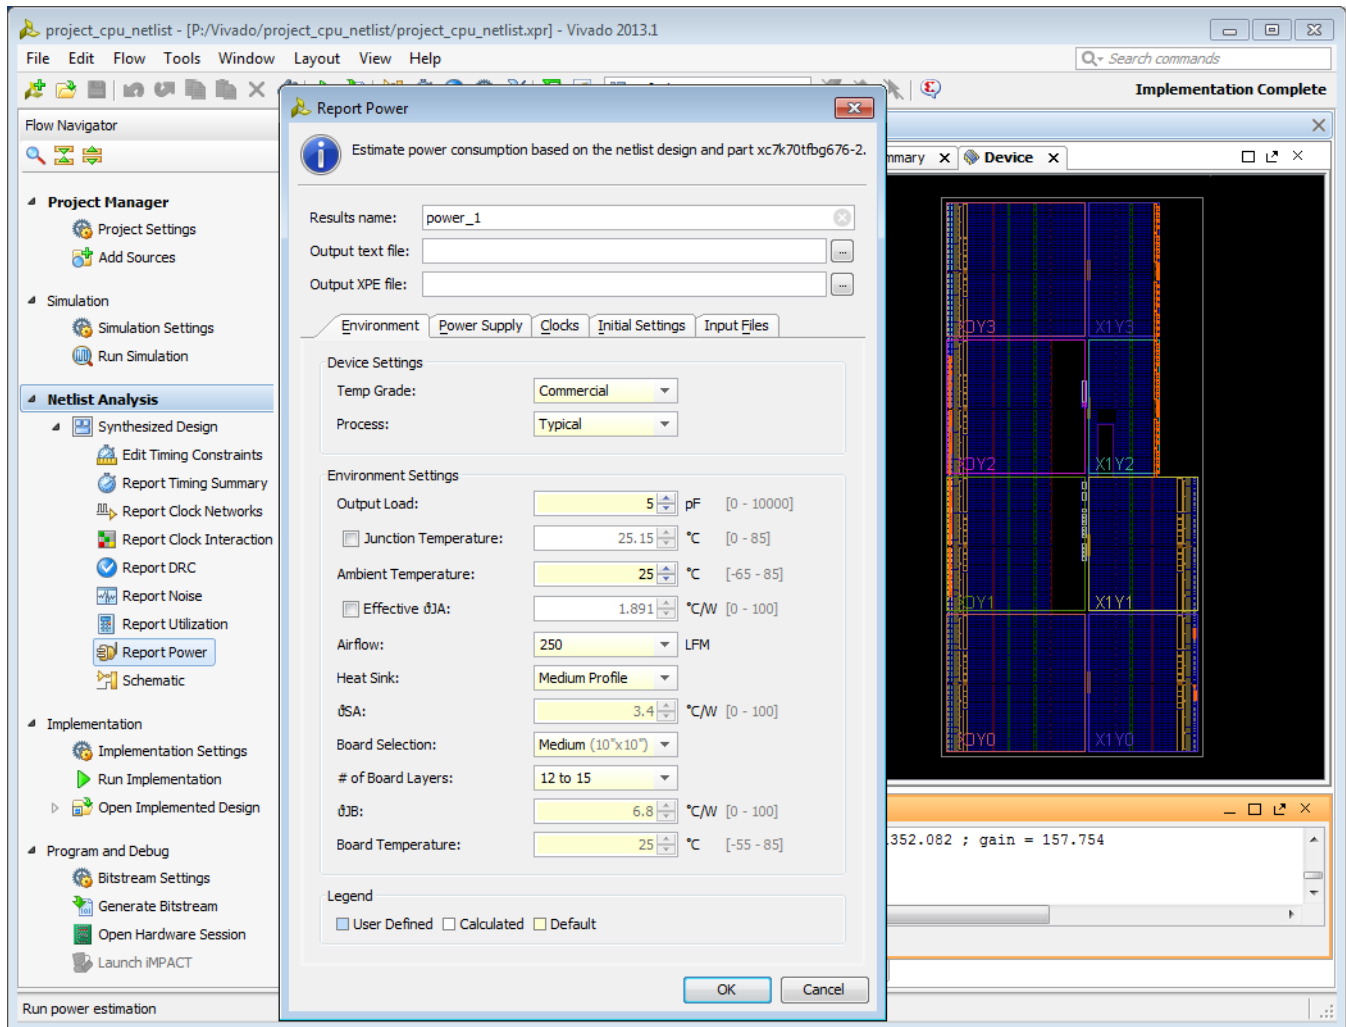 project_cpu_netlist - [P:/Vivado/project_cpu_netlist/project_cpu_netlist.xpr] - Vivado 2013.1
File Edit Flow Tools Window Layout View Help
Search commands
Implementation Complete
Flow Navigator
Project Manager
Project Settings
Add Sources
Simulation
Simulation Settings
Run Simulation
Netlist Analysis
Synthesized Design
Edit Timing Constraints
Report Timing Summary
Report Clock Networks
Report Clock Interaction
Report DRC
Report Noise
Report Utilization
Report Power
Schematic
Implementation
Implementation Settings
Run Implementation
Open Implemented Design
Program and Debug
Bitstream Settings
Generate Bitstream
Open Hardware Session
Launch iMPACT
Run power estimation
Report Power
Estimate power consumption based on the netlist design and part xc7k70tfbg676-2.
Results name: power_1
Output text file: ...
Output XPE file: ...
Environment Power Supply Clocks Initial Settings Input Files
Device Settings
Temp Grade: Commercial
Process: Typical
Environment Settings
Output Load: 5 pF [0 - 10000]
Junction Temperature: 25.15 °C [0 - 85]
Ambient Temperature: 25 °C [-65 - 85]
Effective ϑJA: 1.891 °C/W [0 - 100]
Airflow: 250 LFM
Heat Sink: Medium Profile
ϑSA: 3.4 °C/W [0 - 100]
Board Selection: Medium (10"x10")
# of Board Layers: 12 to 15
ϑJB: 6.8 °C/W [0 - 100]
Board Temperature: 25 °C [-55 - 85]
Legend
User Defined Calculated Default
OK Cancel
mmary Device
X1Y3
X1Y2
X1Y1
X1Y0
352.082 ; gain = 157.754